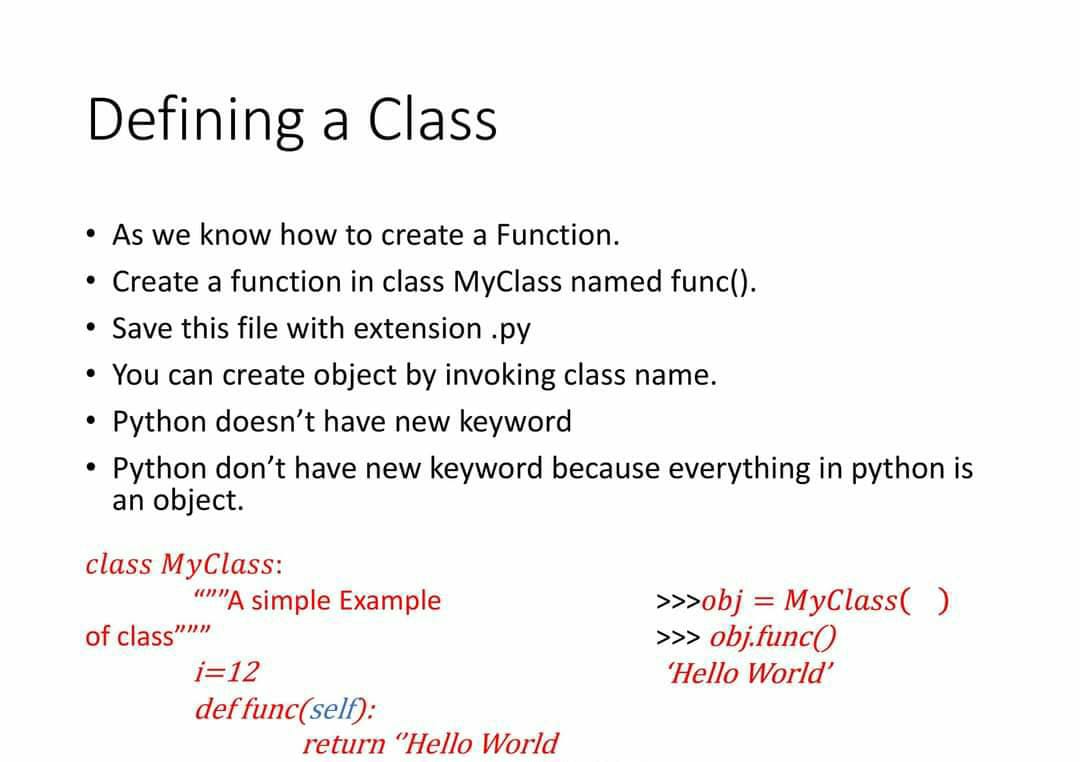 Defining a Class
• As we know how to create a Function.
• Create a function in class MyClass named func().
• Save this file with extension .py
• You can create object by invoking class name.
• Python doesn’t have new keyword
• Python don’t have new keyword because everything in python is
an object.
class MyClass:
“””A simple Example
of class”””
i=12
def func(self):
return ‘’Hello World
>>>obj = MyClass( )
>>> obj.func()
‘Hello World’